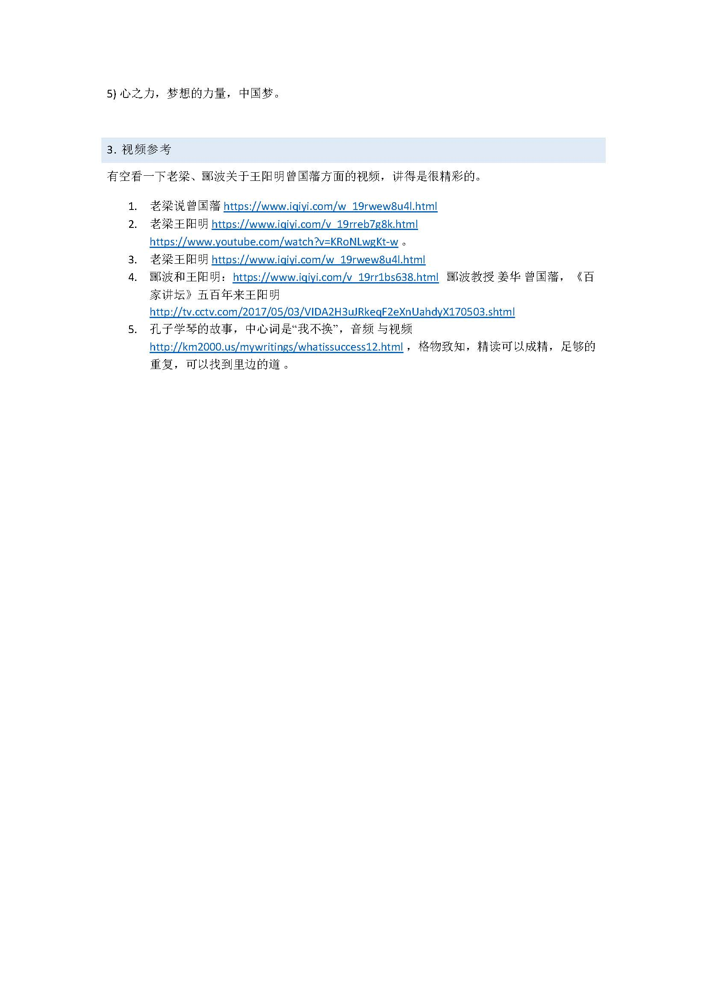 5) 心之力，梦想的力量，中国梦。
3. 视频参考
有空看一下老梁、郦波关于王阳明曾国藩方面的视频，讲得是很精彩的。
1. 老梁说曾国藩 https://www.iqiyi.com/w_19rwew8u4l.html
2. 老梁王阳明 https://www.iqiyi.com/v_19rreb7g8k.html
https://www.youtube.com/watch?v=KRoNLwgKt-w 。
3. 老梁王阳明 https://www.iqiyi.com/w_19rwew8u4l.html
4. 郦波和王阳明：https://www.iqiyi.com/v_19rr1bs638.html 郦波教授 姜华 曾国藩，《百
家讲坛》五百年来王阳明
http://tv.cctv.com/2017/05/03/VIDA2H3uJRkeqF2eXnUahdyX170503.shtml
5. 孔子学琴的故事，中心词是“我不换”，音频 与视频
http://km2000.us/mywritings/whatissuccess12.html ，格物致知，精读可以成精，足够的
重复，可以找到里边的道 。